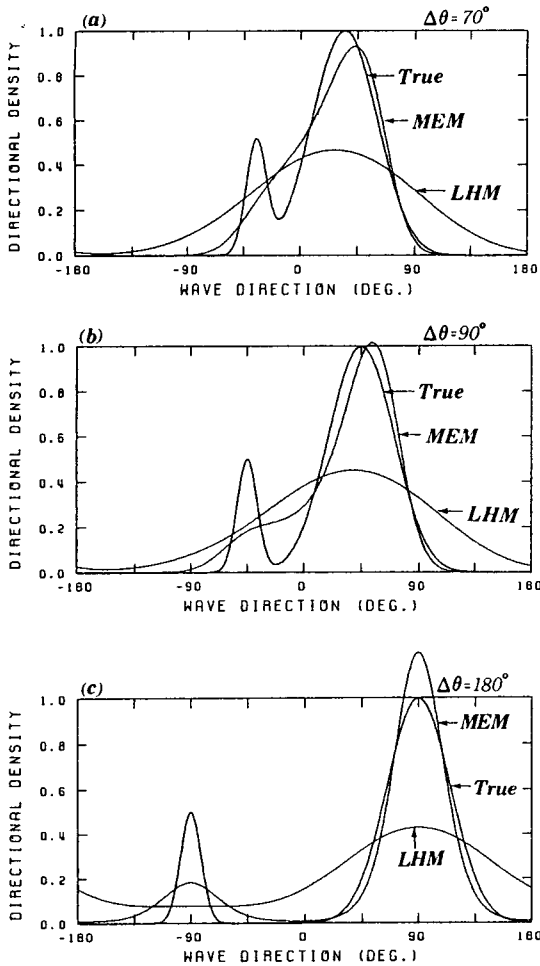 (a) Δθ=70°
1.0
True
0.8
MEM
0.6
0.4
LHM
0.2
0.0
-180 -90 0 90 180
DIRECTIONAL DENSITY
WAVE DIRECTION (DEG.)
(b) Δθ=90°
1.0
True
0.8
MEM
0.6
0.4
LHM
0.2
0.0
-180 -90 0 90 180
DIRECTIONAL DENSITY
WAVE DIRECTION (DEG.)
(c) Δθ=180°
1.0
MEM
0.8
True
0.6
0.4
LHM
0.2
0.0
-180 -90 0 90 180
DIRECTIONAL DENSITY
WAVE DIRECTION (DEG.)